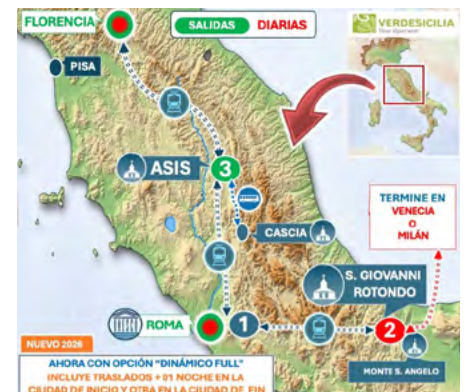 FLORENCIA
SALIDAS DIARIAS
VERDESICILIA
Tour Operator
PISA
ASIS
3
CASCIA
TERMINE EN
VENECIA
O
MILÁN
S. GIOVANNI
ROTONDO
ROMA
1
2
MONTE S. ANGELO
NUEVO 2026
AHORA CON OPCIÓN "DINÁMICO FULL"
INCLUYE TRASLADOS + 01 NOCHE EN LA
CIUDAD DE INICIO Y OTRA EN LA CIUDAD DE FIN